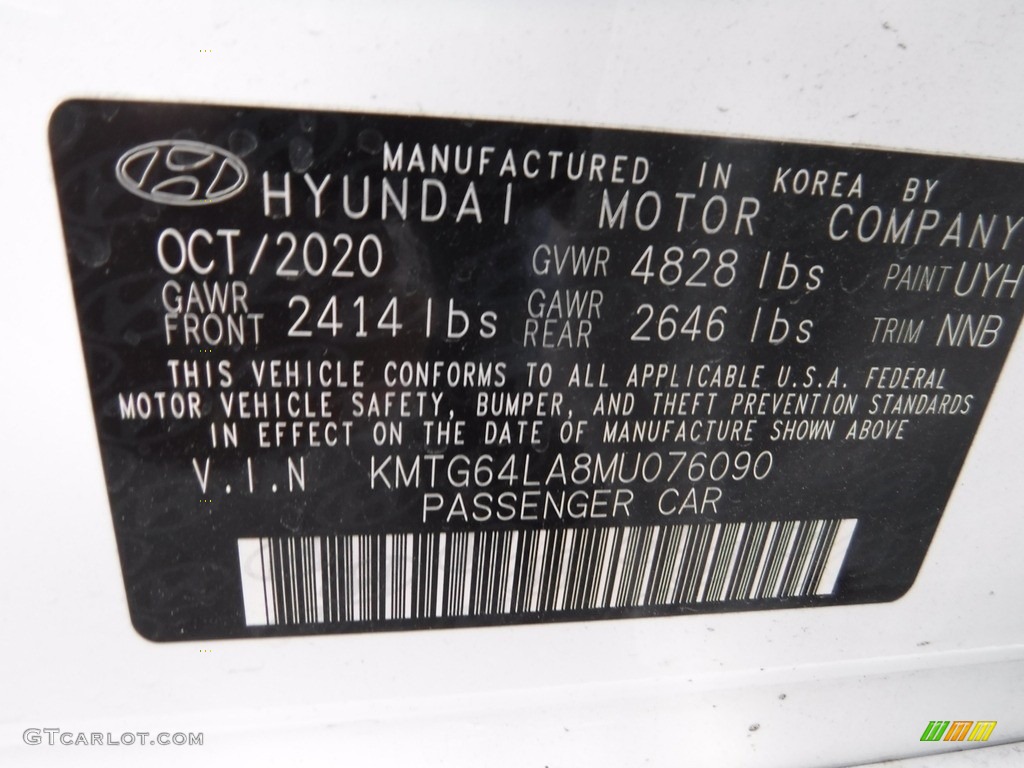 MANUFACTURED IN KOREA BY
HYUNDAI MOTOR COMPANY
OCT/2020 GVWR 4828 lbs PAINT UYH
GAWR FRONT 2414 lbs GAWR REAR 2646 lbs TRIM NNB
THIS VEHICLE CONFORMS TO ALL APPLICABLE U.S.A. FEDERAL
MOTOR VEHICLE SAFETY, BUMPER, AND THEFT PREVENTION STANDARDS
IN EFFECT ON THE DATE OF MANUFACTURE SHOWN ABOVE
V.I.N KMTG64LA8MU076090
PASSENGER CAR
GTCARLOT.COM